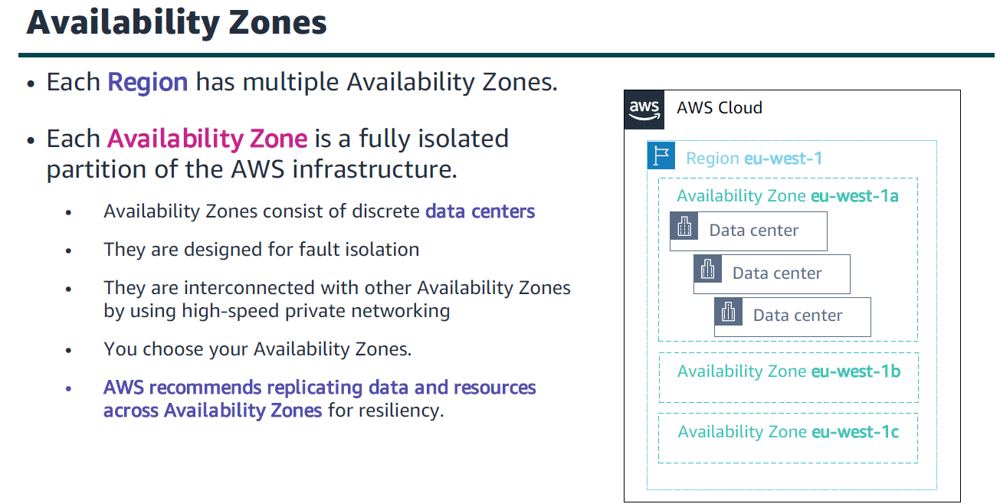 Availability Zones
• Each Region has multiple Availability Zones.
• Each Availability Zone is a fully isolated
partition of the AWS infrastructure.
• Availability Zones consist of discrete data centers
• They are designed for fault isolation
• They are interconnected with other Availability Zones
by using high-speed private networking
• You choose your Availability Zones.
• AWS recommends replicating data and resources
across Availability Zones for resiliency.
aws AWS Cloud
Region eu-west-1
Availability Zone eu-west-1a
Data center
Data center
Data center
Availability Zone eu-west-1b
Availability Zone eu-west-1c